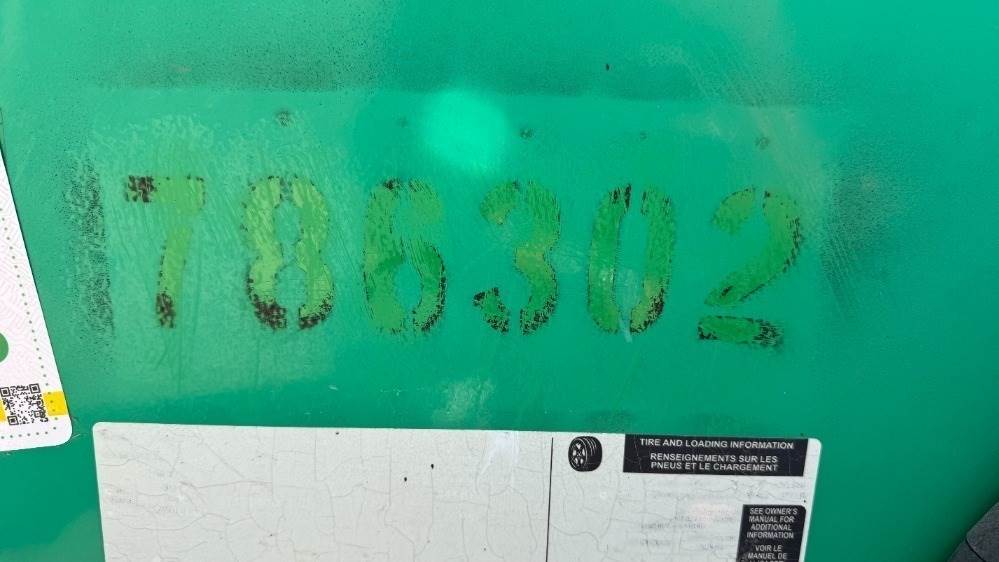 786302
TIRE AND LOADING INFORMATION
RENSEIGNEMENTS SUR LES
PNEUS ET LE CHARGEMENT
SEE OWNER'S
MANUAL FOR
ADDITIONAL
INFORMATION
VOIR LE
MANUEL DE